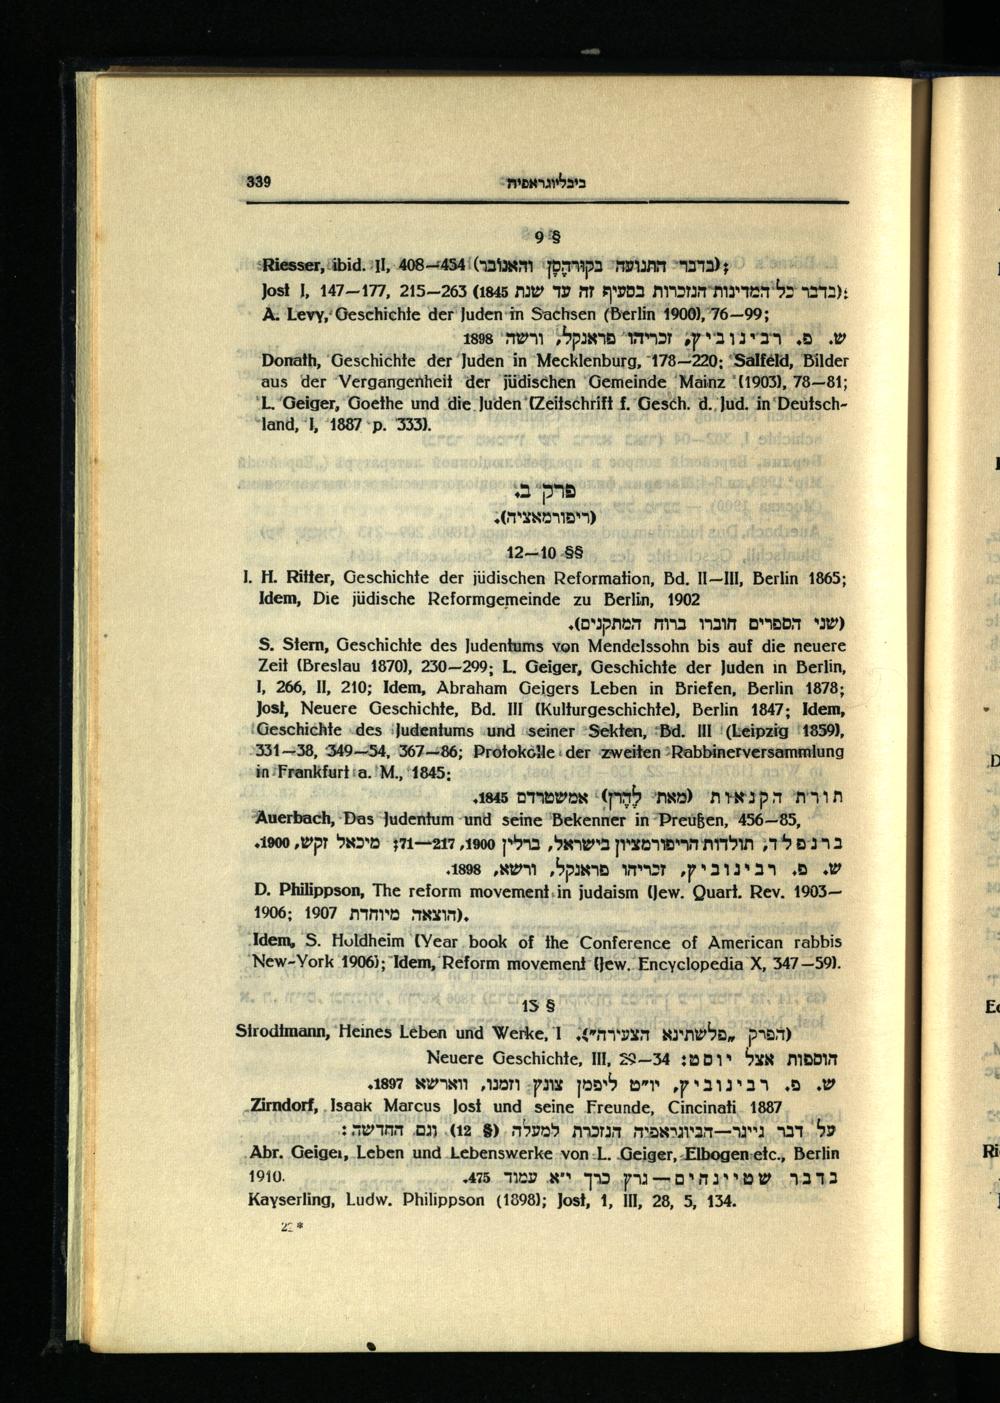 339
ביבליוגראפיה
9 §
Riesser, ibid. II, 408—454 (בדבר התנועה בקורהֶסֶן והאנובר);
Jost I, 147—177, 215—263 (בדבר כל המדינות הנזכרות בסעיף זה עד שנת 1845);
A. Levy, Geschichte der Juden in Sachsen (Berlin 1900), 76—99;
ש. פ. רבינוביץ, זכריהו פראנקל, ורשה 1898
Donath, Geschichte der Juden in Mecklenburg, 178—220; Salfeld, Bilder
aus der Vergangenheit der jüdischen Gemeinde Mainz (1903), 78—81;
L. Geiger, Goethe und die Juden (Zeitschrift f. Gesch. d. Jud. in Deutsch-
land, I, 1887 p. 333).
פרק ב.
(ריפורמאציה).
12—10 §§
I. H. Ritter, Geschichte der jüdischen Reformation, Bd. II—III, Berlin 1865;
Idem, Die jüdische Reformgemeinde zu Berlin, 1902
(שני הספרים חוברו ברוח המתקנים).
S. Stern, Geschichte des Judentums von Mendelssohn bis auf die neuere
Zeit (Breslau 1870), 230—299; L. Geiger, Geschichte der Juden in Berlin,
I, 266, II, 210; Idem, Abraham Geigers Leben in Briefen, Berlin 1878;
Jost, Neuere Geschichte, Bd. III (Kulturgeschichte), Berlin 1847; Idem,
Geschichte des Judentums und seiner Sekten, Bd. III (Leipzig 1859),
331—38, 349—54, 367—86; Protokolle der zweiten Rabbinerversammlung
in Frankfurt a. M., 1845;
תורת הקנאות (מאת לֶהְרן) אמשטרדם 1845.
Auerbach, Das Judentum und seine Bekenner in Preußen, 456—85,
ברנפלד, תולדות הריפורמציון בישראל, ברלין 1900, 217—71; מיכאל זקש, 1900.
ש. פ. רבינוביץ, זכריהו פראנקל, ורשא, 1898.
D. Philippson, The reform movement in judaism (Jew. Quart. Rev. 1903—
1906; הוצאה מיוחדת 1907).
Idem, S. Holdheim (Year book of the Conference of American rabbis
New-York 1906); Idem, Reform movement (Jew. Encyclopedia X, 347—59).
13 §
Strodtmann, Heines Leben und Werke, I (הפרק „פלשתינא הצעירה").
הוספות אצל יוסט: Neuere Geschichte, III, 29—34
ש. פ. רבינוביץ, יו"ט ליפמן צונץ וזמנו, ווארשא 1897.
Zirndorf, Isaak Marcus Jost und seine Freunde, Cincinati 1887
על דבר גייגר—הביוגראפיה הנזכרת למעלה (§ 12) וגם החדשה:
Abr. Geiger, Leben und Lebenswerke von L. Geiger, Elbogen etc., Berlin
1910. בדבר שטיינהים—גרץ כרך י"א עמוד 475.
Kayserling, Ludw. Philippson (1898); Jost, 1, III, 28, 5, 134.